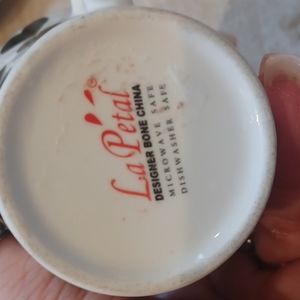 La Petal®
DESIGNER BONE CHINA
MICROWAVE SAFE
DISHWASHER SAFE